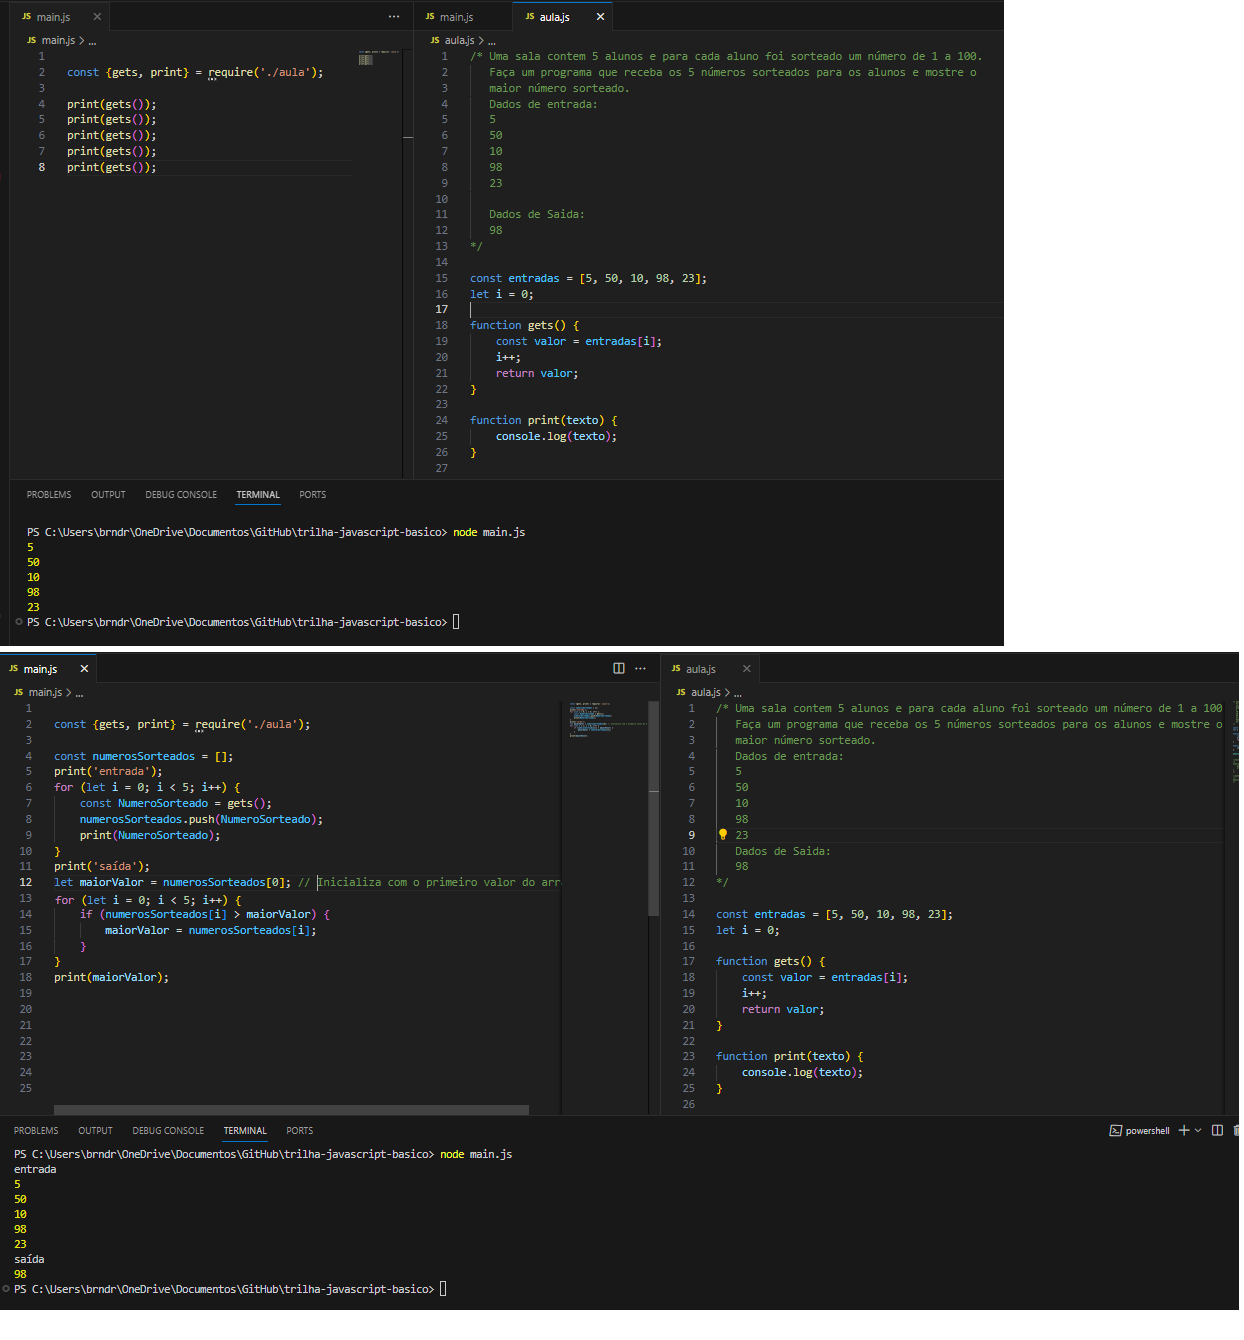 JS main.js ×
···
JS main.js > ...
1
2 const {gets, print} = require('./aula');
3
4 print(gets());
5 print(gets());
6 print(gets());
7 print(gets());
8 print(gets());
JS main.js
JS aula.js ×
JS aula.js > ...
1 /* Uma sala contem 5 alunos e para cada aluno foi sorteado um número de 1 a 100.
2 Faça um programa que receba os 5 números sorteados para os alunos e mostre o
3 maior número sorteado.
4 Dados de entrada:
5 5
6 50
7 10
8 98
9 23
10
11 Dados de Saida:
12 98
13 */
14
15 const entradas = [5, 50, 10, 98, 23];
16 let i = 0;
17
18 function gets() {
19 const valor = entradas[i];
20 i++;
21 return valor;
22 }
23
24 function print(texto) {
25 console.log(texto);
26 }
27
PROBLEMS OUTPUT DEBUG CONSOLE TERMINAL PORTS
PS C:\Users\brndr\OneDrive\Documentos\GitHub\trilha-javascript-basico> node main.js
5
50
10
98
23
PS C:\Users\brndr\OneDrive\Documentos\GitHub\trilha-javascript-basico>
JS main.js ×
···
JS main.js > ...
1
2 const {gets, print} = require('./aula');
3
4 const numerosSorteados = [];
5 print('entrada');
6 for (let i = 0; i < 5; i++) {
7 const NumeroSorteado = gets();
8 numerosSorteados.push(NumeroSorteado);
9 print(NumeroSorteado);
10 }
11 print('saída');
12 let maiorValor = numerosSorteados[0]; // Inicializa com o primeiro valor do arr
13 for (let i = 0; i < 5; i++) {
14 if (numerosSorteados[i] > maiorValor) {
15 maiorValor = numerosSorteados[i];
16 }
17 }
18 print(maiorValor);
19
20
21
22
23
24
25
JS aula.js ×
JS aula.js > ...
1 /* Uma sala contem 5 alunos e para cada aluno foi sorteado um número de 1 a 100
2 Faça um programa que receba os 5 números sorteados para os alunos e mostre o
3 maior número sorteado.
4 Dados de entrada:
5 5
6 50
7 10
8 98
9 23
10 Dados de Saida:
11 98
12 */
13
14 const entradas = [5, 50, 10, 98, 23];
15 let i = 0;
16
17 function gets() {
18 const valor = entradas[i];
19 i++;
20 return valor;
21 }
22
23 function print(texto) {
24 console.log(texto);
25 }
26
PROBLEMS OUTPUT DEBUG CONSOLE TERMINAL PORTS
powershell
PS C:\Users\brndr\OneDrive\Documentos\GitHub\trilha-javascript-basico> node main.js
entrada
5
50
10
98
23
saída
98
PS C:\Users\brndr\OneDrive\Documentos\GitHub\trilha-javascript-basico>